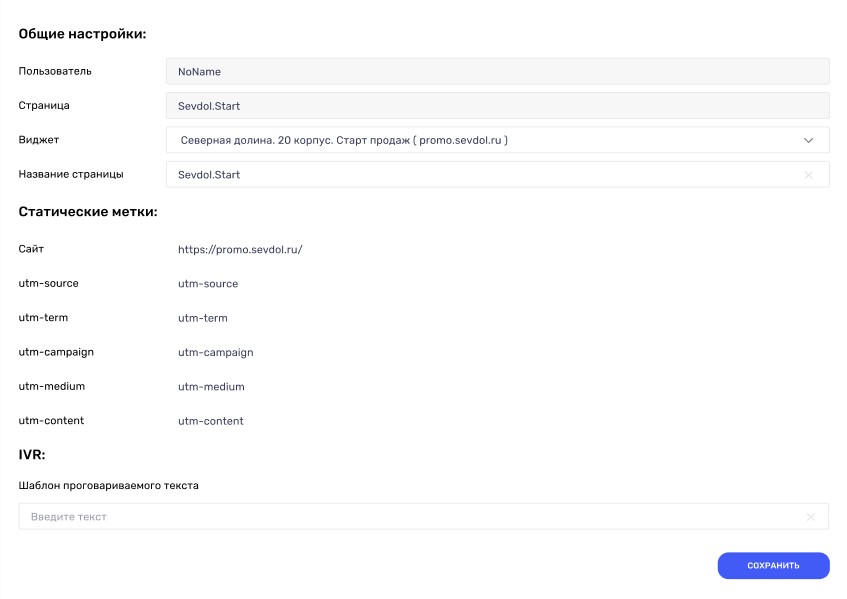 Общие настройки:
Пользователь NoName
Страница Sevdol.Start
Виджет Северная долина. 20 корпус. Старт продаж ( promo.sevdol.ru )
Название страницы Sevdol.Start
Статические метки:
Сайт https://promo.sevdol.ru/
utm-source utm-source
utm-term utm-term
utm-campaign utm-campaign
utm-medium utm-medium
utm-content utm-content
IVR:
Шаблон проговариваемого текста
Введите текст
СОХРАНИТЬ